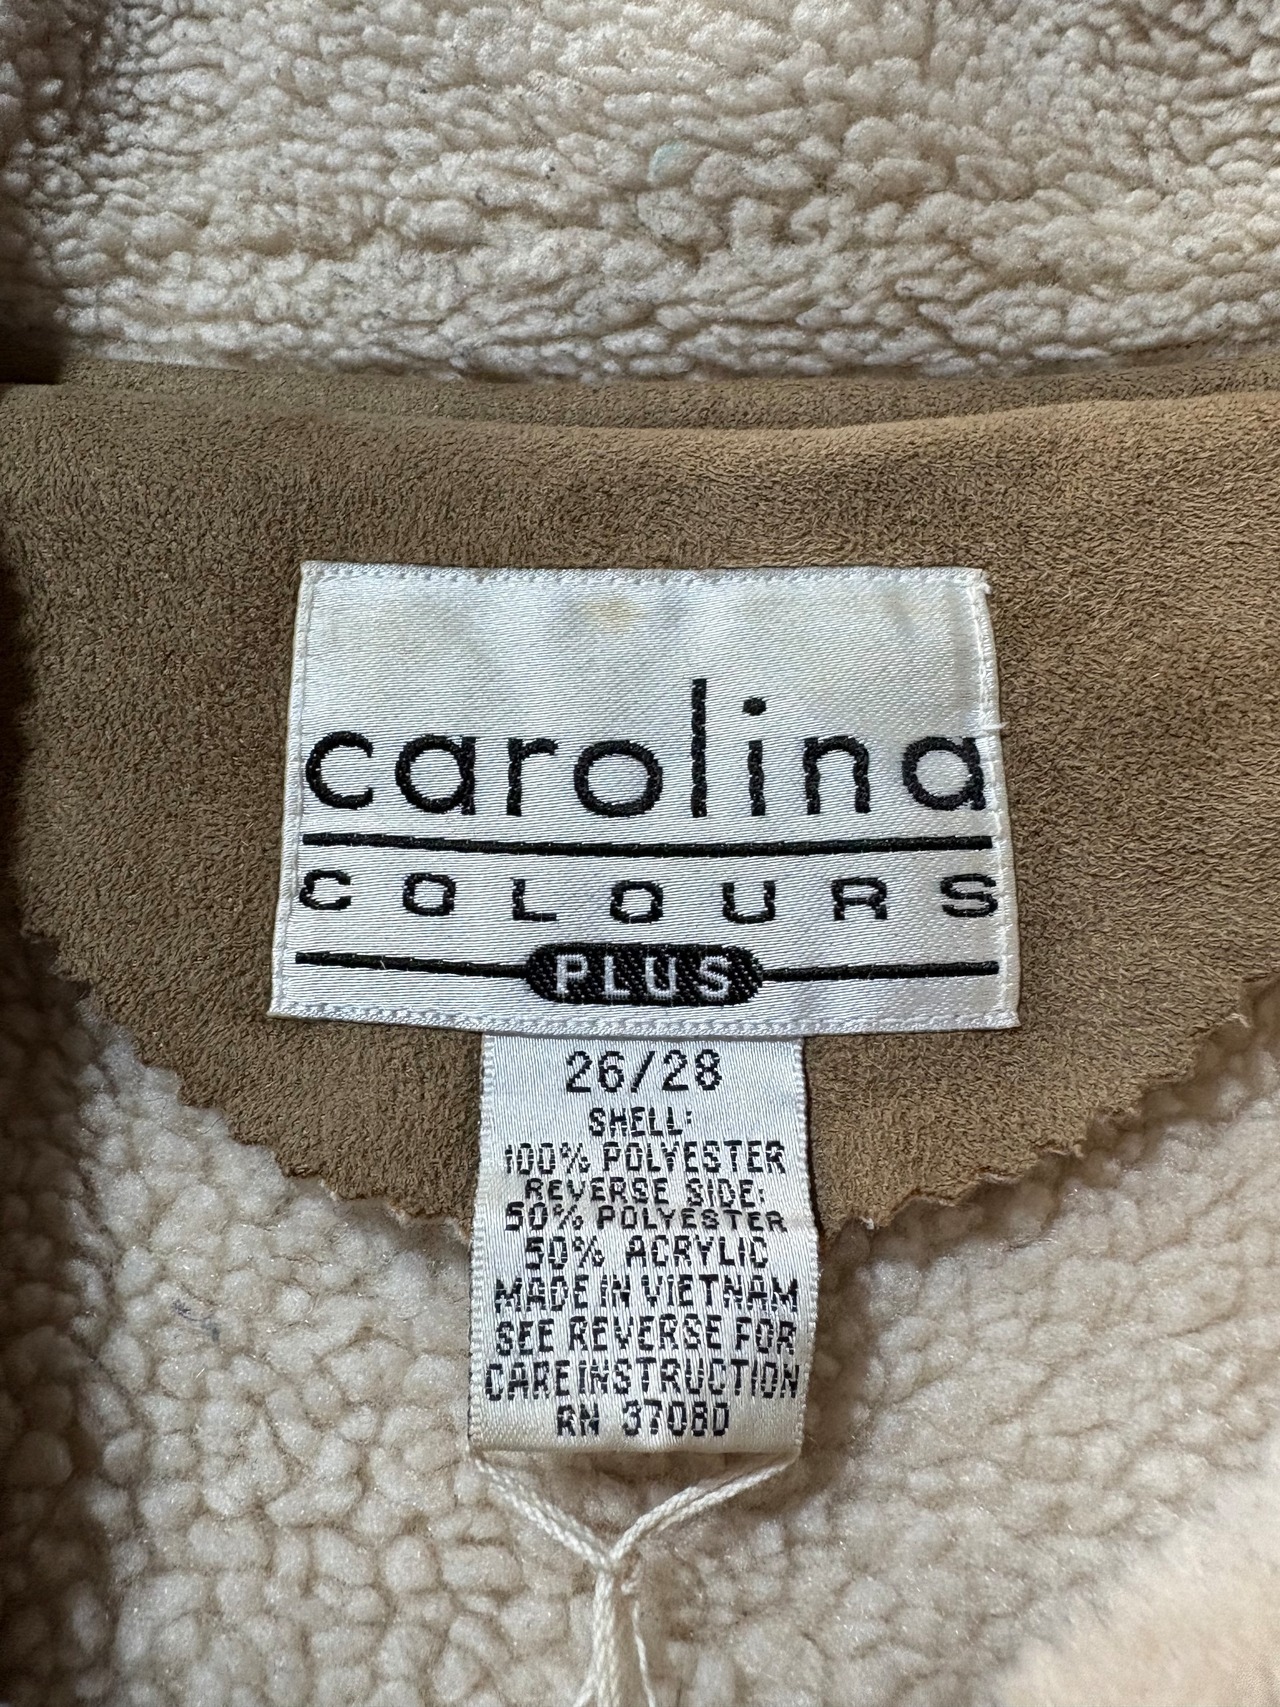 carolina
COLOURS
PLUS
26/28
SHELL:
100% POLYESTER
REVERSE SIDE:
50% POLYESTER
50% ACRYLIC
MADE IN VIETNAM
SEE REVERSE FOR
CARE INSTRUCTION
RN 37080